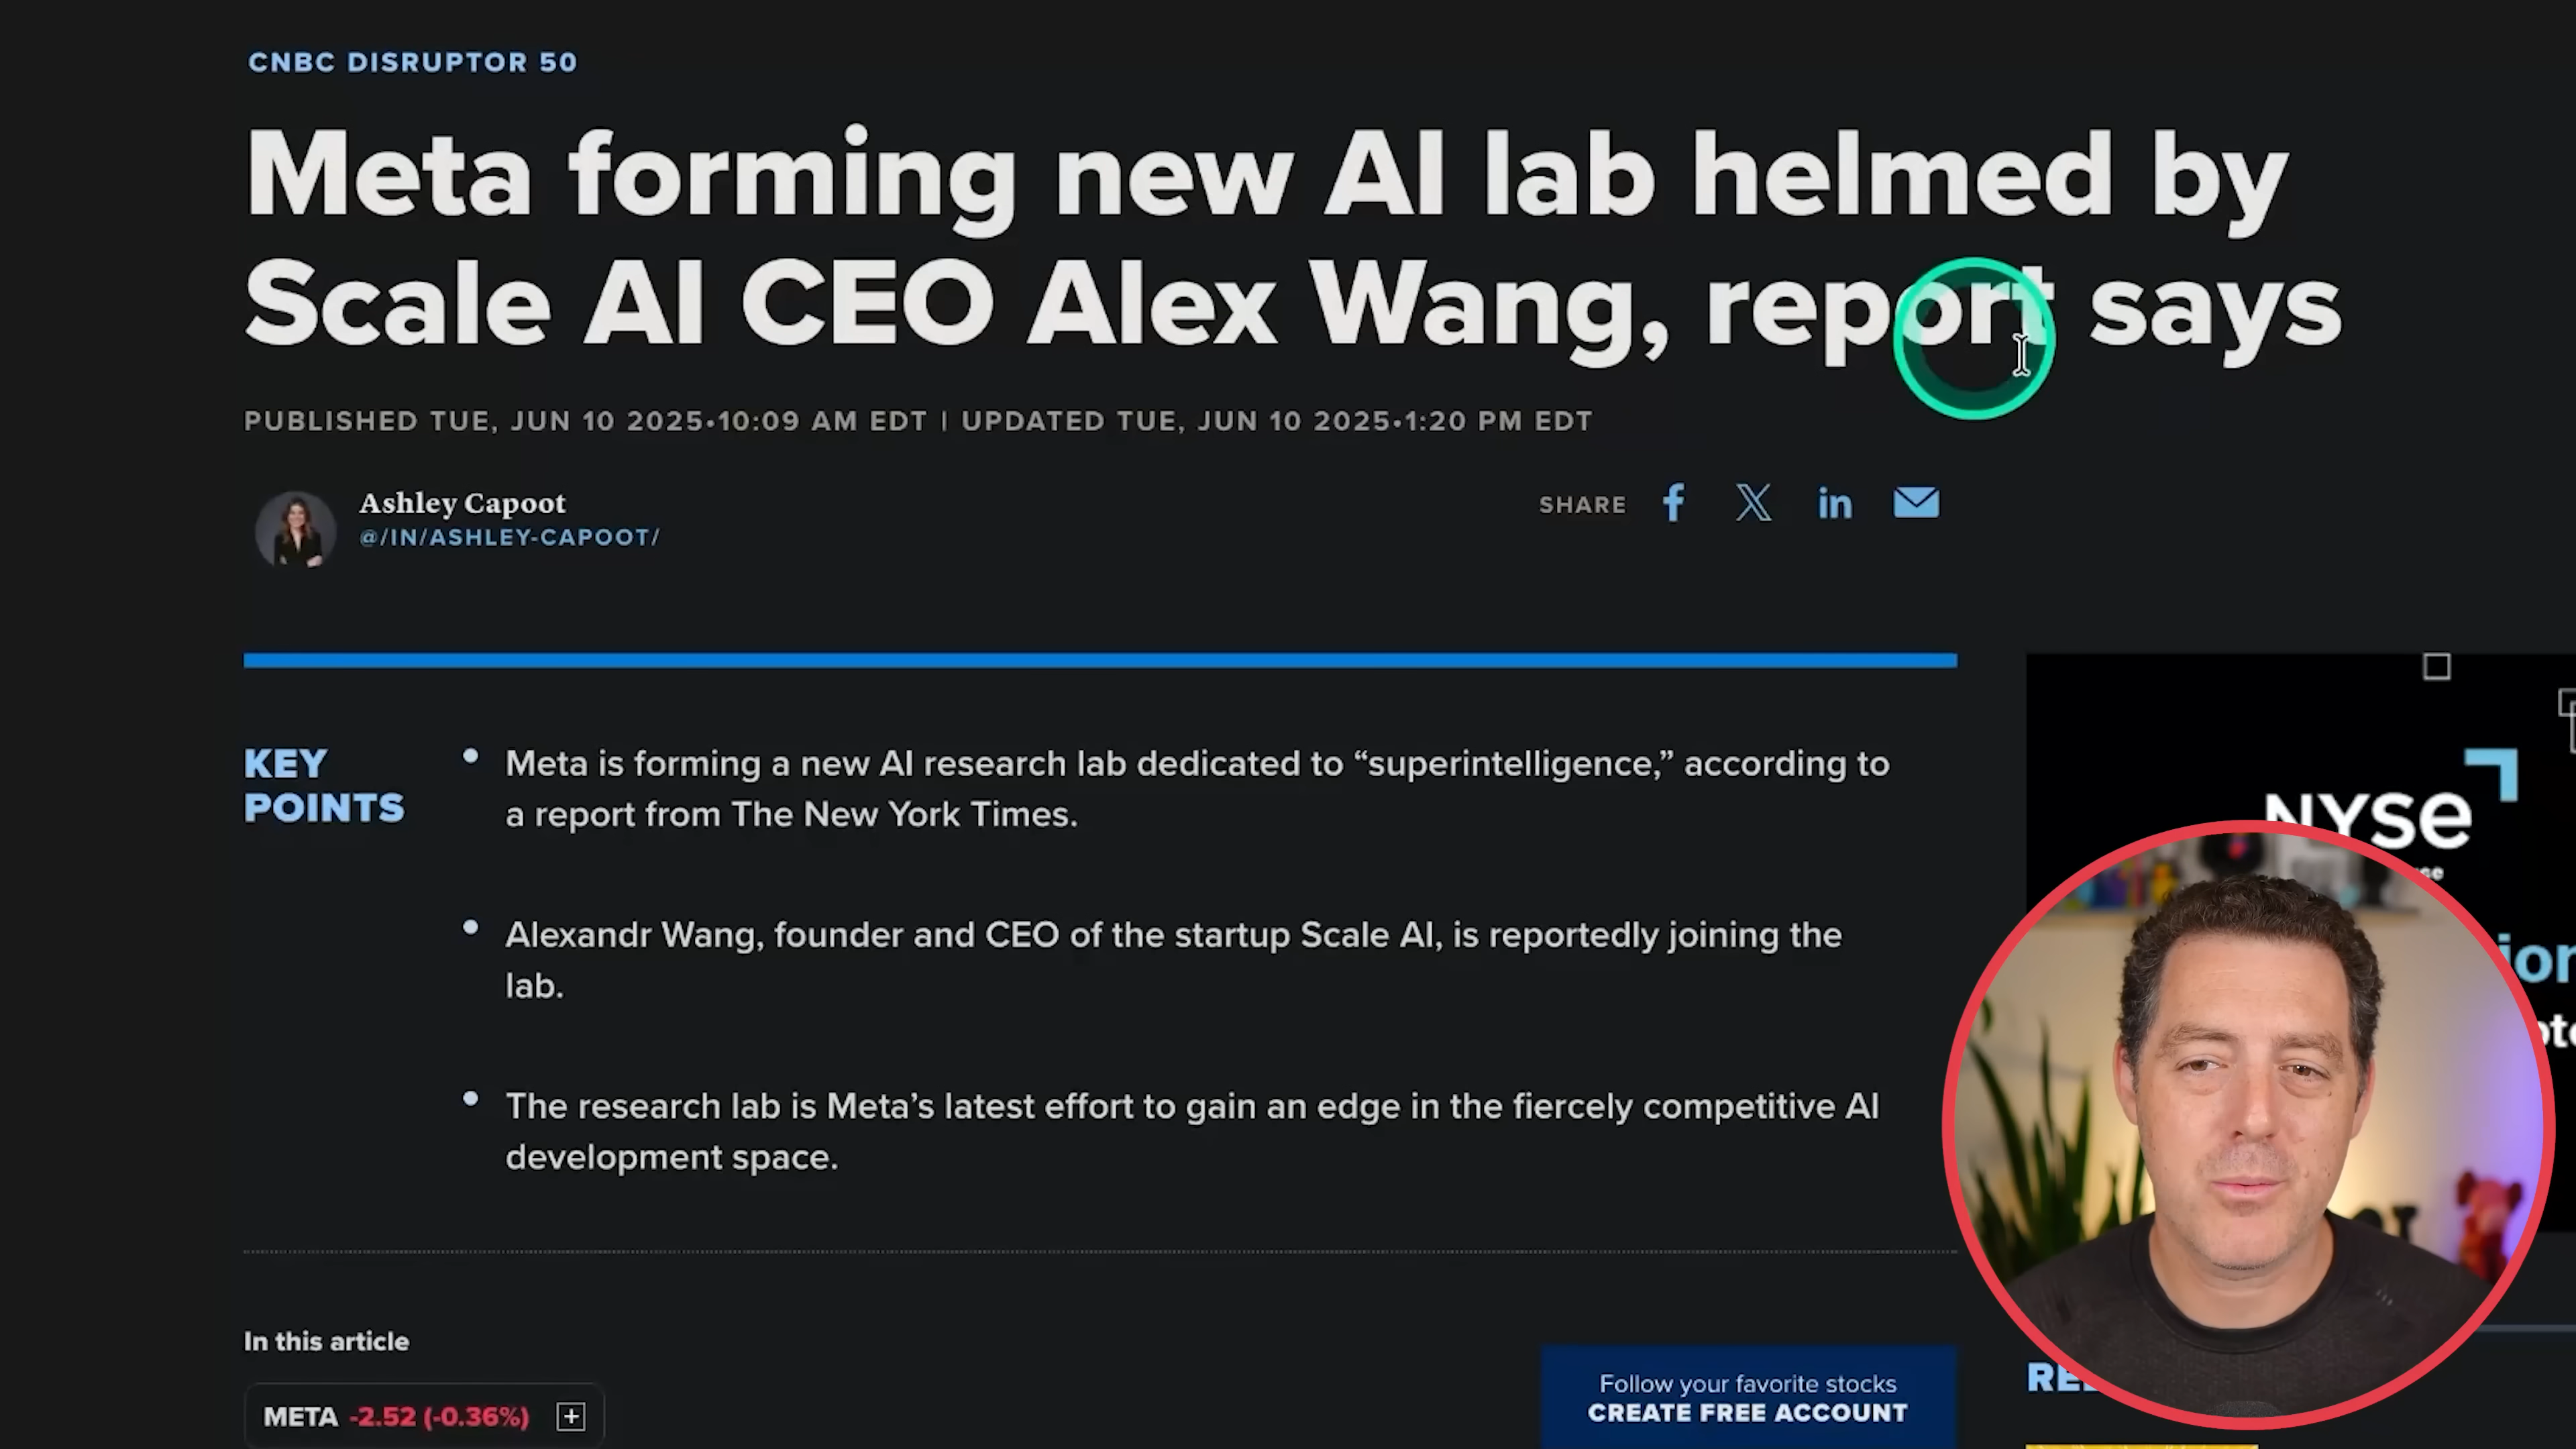 CNBC DISRUPTOR 50
Meta forming new AI lab helmed by
Scale AI CEO Alex Wang, report says
PUBLISHED TUE, JUN 10 2025•10:09 AM EDT | UPDATED TUE, JUN 10 2025•1:20 PM EDT
Ashley Capoot
@/IN/ASHLEY-CAPOOT/
SHARE
KEY
POINTS
Meta is forming a new AI research lab dedicated to “superintelligence,” according to
a report from The New York Times.
Alexandr Wang, founder and CEO of the startup Scale AI, is reportedly joining the
lab.
The research lab is Meta’s latest effort to gain an edge in the fiercely competitive AI
development space.
NYSE
In this article
META -2.52 (-0.36%)
Follow your favorite stocks
CREATE FREE ACCOUNT